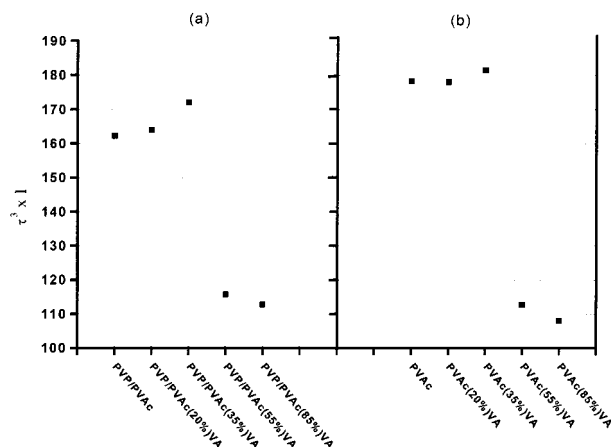 (a)
(b)
190
180
170
160
150
140
130
120
110
100
τ³ x I
PVP/PVAc
PVP/PVAc(20%)VA
PVP/PVAc(35%)VA
PVP/PVAc(55%)VA
PVP/PVAc(85%)VA
PVAc
PVAc(20%)VA
PVAc(35%)VA
PVAc(55%)VA
PVAc(85%)VA